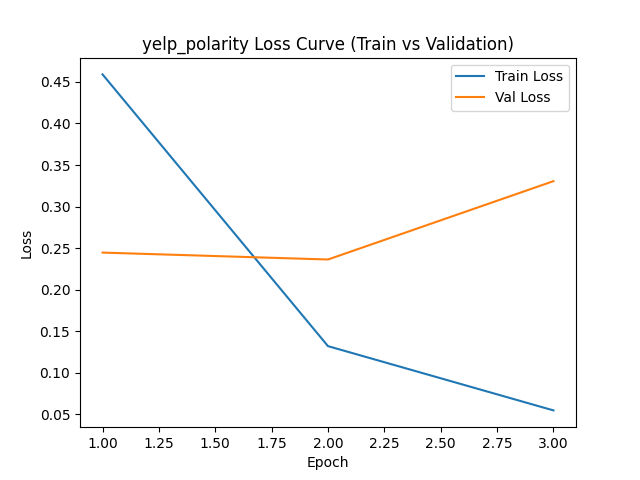 yelp_polarity Loss Curve (Train vs Validation)
Train Loss
Val Loss
Loss
0.45
0.40
0.35
0.30
0.25
0.20
0.15
0.10
0.05
1.00 1.25 1.50 1.75 2.00 2.25 2.50 2.75 3.00
Epoch